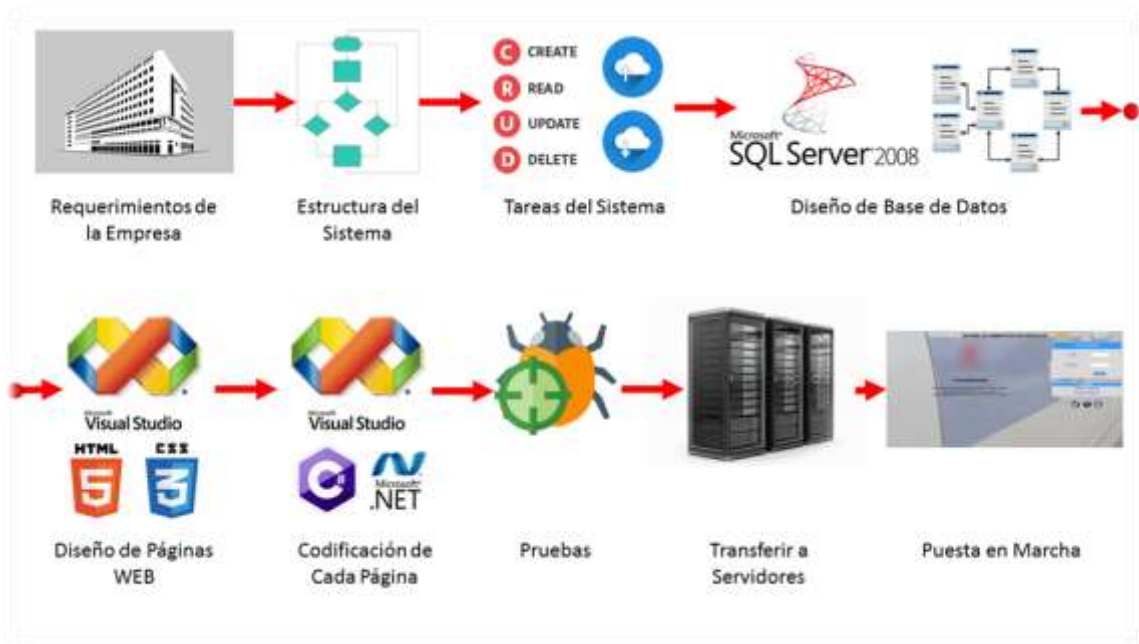 C CREATE
R READ
U UPDATE
D DELETE
Microsoft
SQL Server 2008
Requerimientos de
la Empresa
Estructura del
Sistema
Tareas del Sistema
Diseño de Base de Datos
Microsoft
Visual Studio
HTML
5
CSS
3
Microsoft
Visual Studio
C#
Microsoft
.NET
Diseño de Páginas
WEB
Codificación de
Cada Página
Pruebas
Transferir a
Servidores
Puesta en Marcha